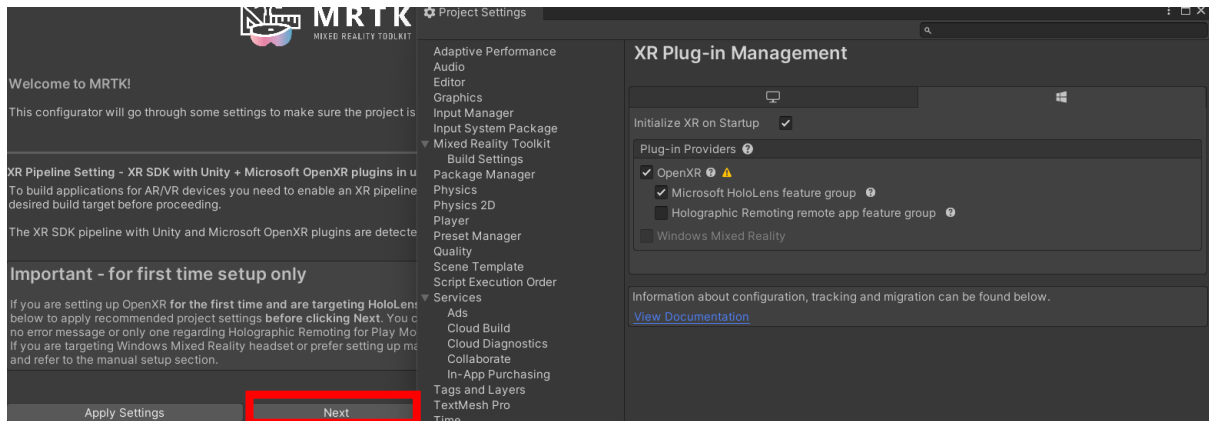 MRTK
MIXED REALITY TOOLKIT
Welcome to MRTK!
This configurator will go through some settings to make sure the project is
XR Pipeline Setting - XR SDK with Unity + Microsoft OpenXR plugins in u
To build applications for AR/VR devices you need to enable an XR pipeline
desired build target before proceeding.
The XR SDK pipeline with Unity and Microsoft OpenXR plugins are detecte
Important - for first time setup only
If you are setting up OpenXR for the first time and are targeting HoloLens
below to apply recommended project settings before clicking Next. You c
no error message or only one regarding Holographic Remoting for Play Mo
If you are targeting Windows Mixed Reality headset or prefer setting up ma
and refer to the manual setup section.
Apply Settings
Next
Project Settings
Adaptive Performance
Audio
Editor
Graphics
Input Manager
Input System Package
Mixed Reality Toolkit
Build Settings
Package Manager
Physics
Physics 2D
Player
Preset Manager
Quality
Scene Template
Script Execution Order
Services
Ads
Cloud Build
Cloud Diagnostics
Collaborate
In-App Purchasing
Tags and Layers
TextMesh Pro
Time
XR Plug-in Management
Initialize XR on Startup
Plug-in Providers
OpenXR
Microsoft HoloLens feature group
Holographic Remoting remote app feature group
Windows Mixed Reality
Information about configuration, tracking and migration can be found below.
View Documentation